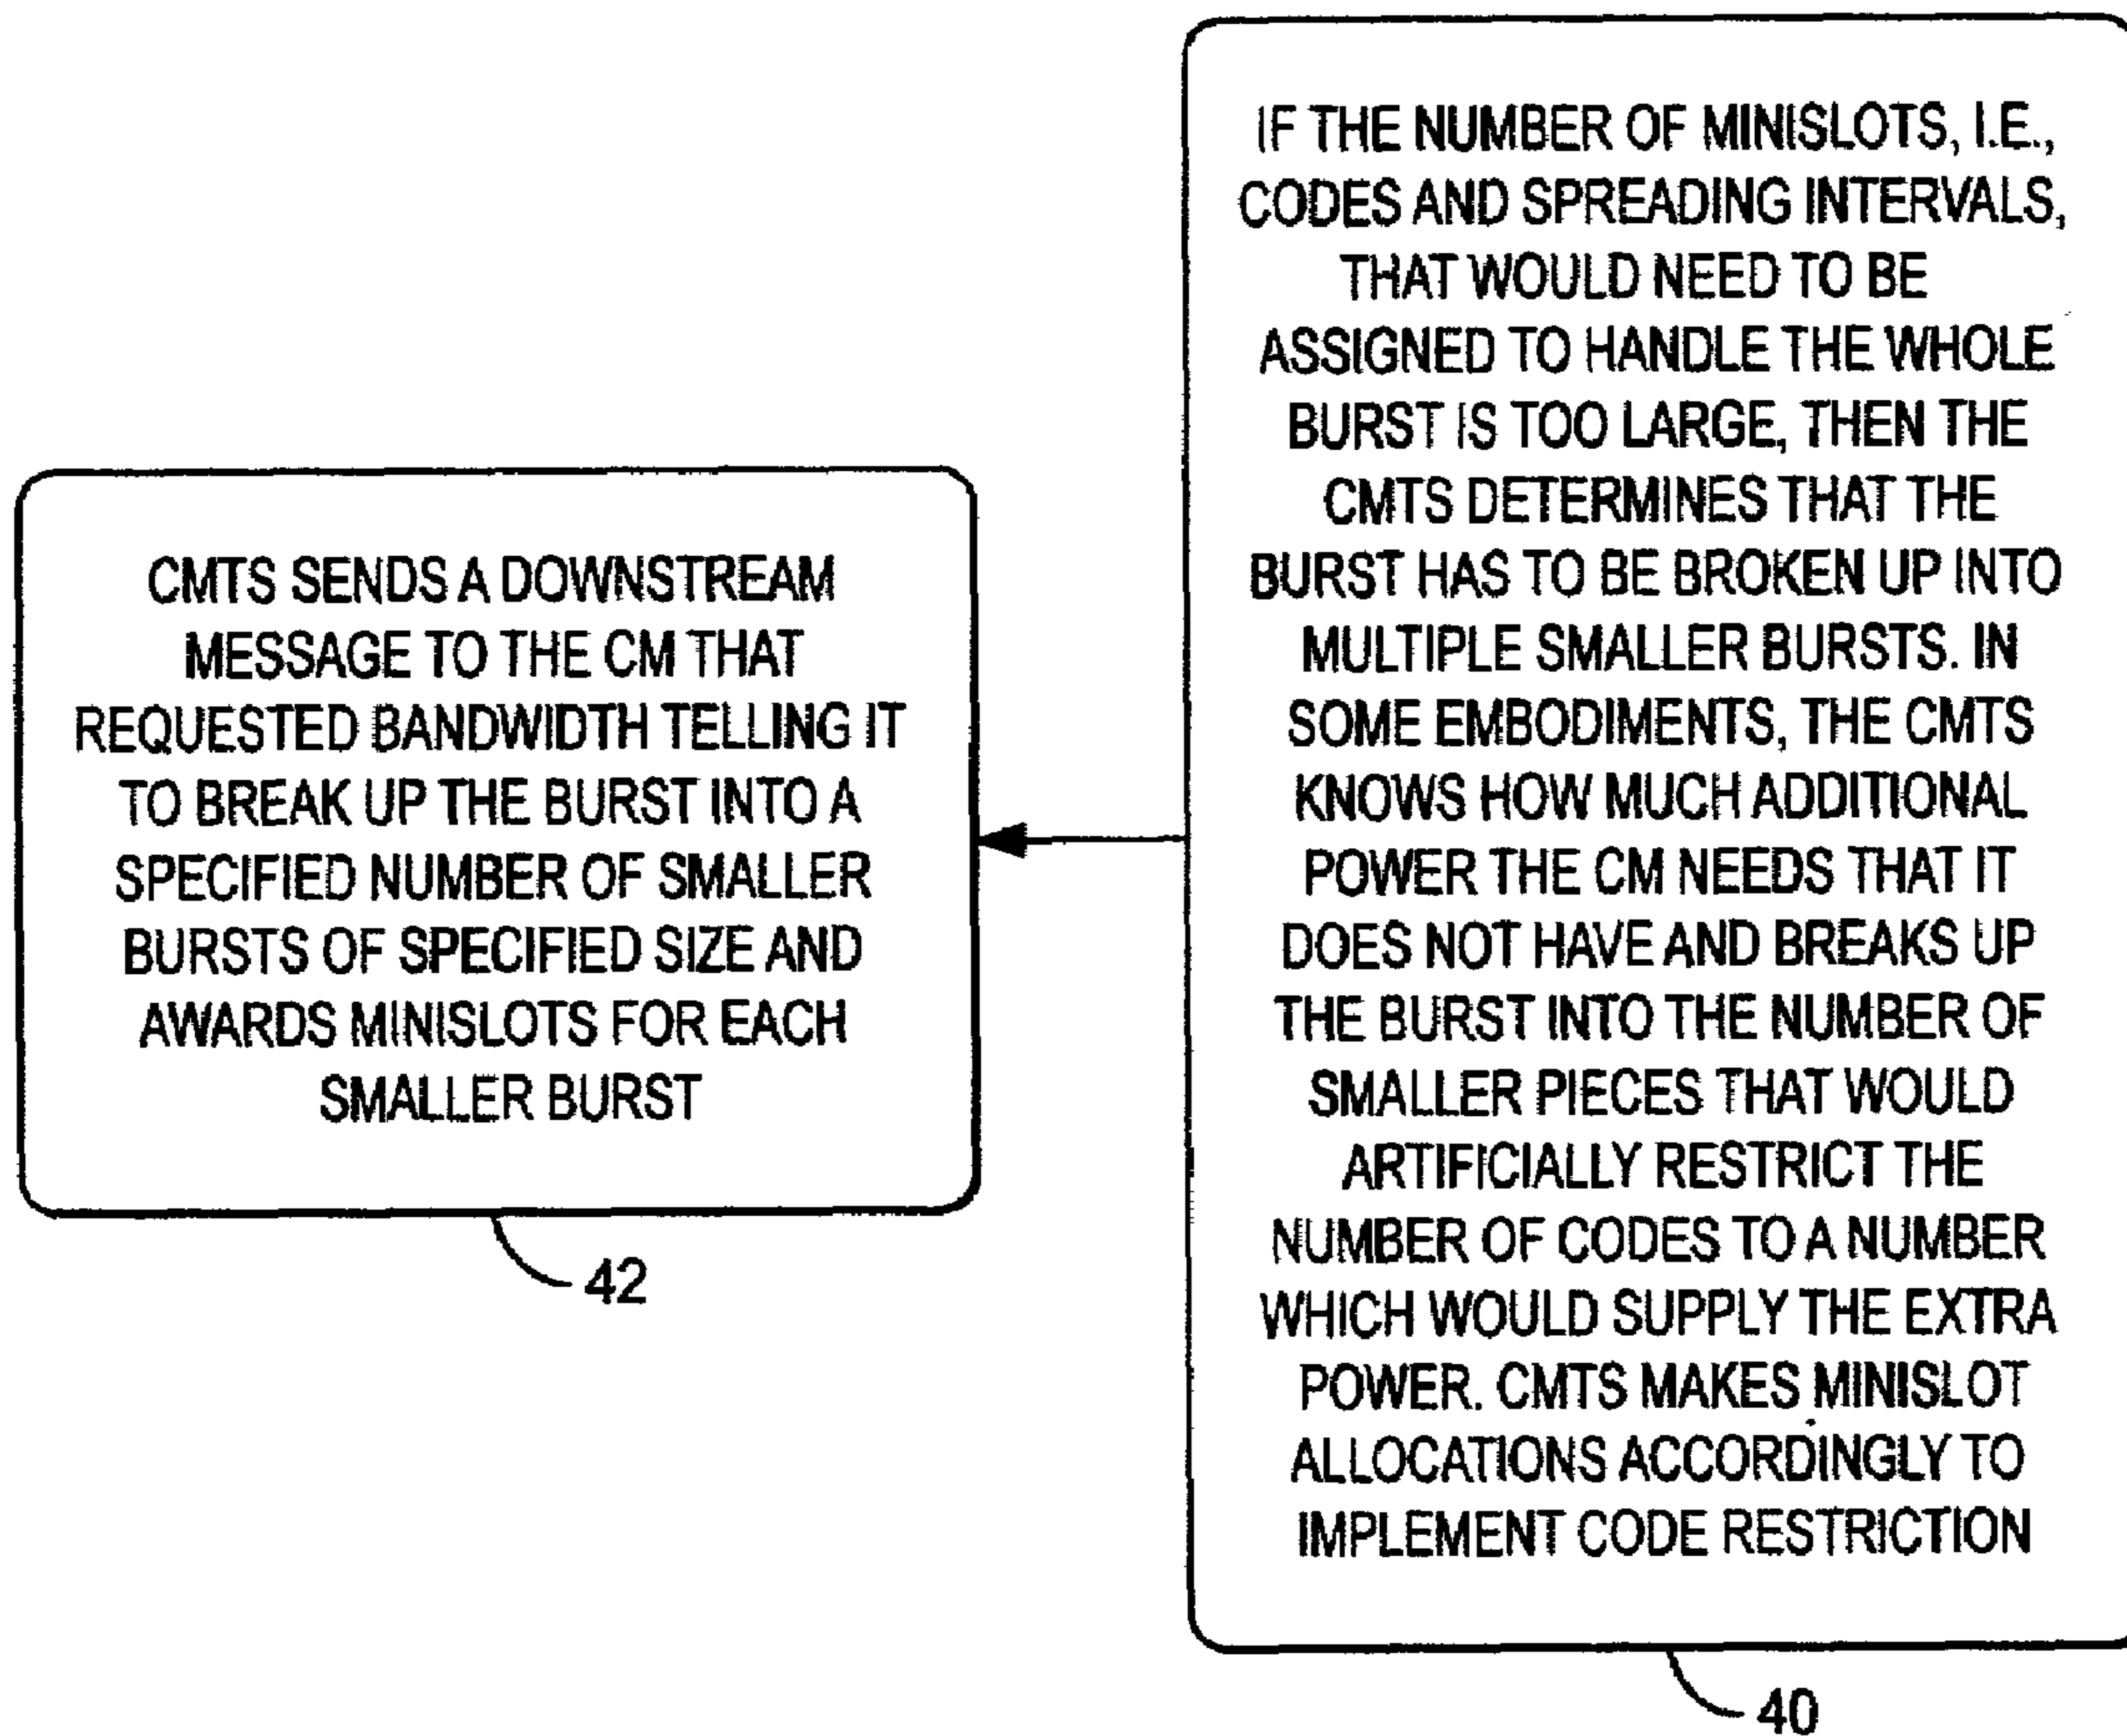 IF THE NUMBER OF MINISLOTS, I.E.,
CODES AND SPREADING INTERVALS,
THAT WOULD NEED TO BE
ASSIGNED TO HANDLE THE WHOLE
BURST IS TOO LARGE, THEN THE
CMTS DETERMINES THAT THE
BURST HAS TO BE BROKEN UP INTO
MULTIPLE SMALLER BURSTS. IN
SOME EMBODIMENTS, THE CMTS
KNOWS HOW MUCH ADDITIONAL
POWER THE CM NEEDS THAT IT
DOES NOT HAVE AND BREAKS UP
THE BURST INTO THE NUMBER OF
SMALLER PIECES THAT WOULD
ARTIFICIALLY RESTRICT THE
NUMBER OF CODES TO A NUMBER
WHICH WOULD SUPPLY THE EXTRA
POWER. CMTS MAKES MINISLOT
ALLOCATIONS ACCORDINGLY TO
IMPLEMENT CODE RESTRICTION
40
CMTS SENDS A DOWNSTREAM
MESSAGE TO THE CM THAT
REQUESTED BANDWIDTH TELLING IT
TO BREAK UP THE BURST INTO A
SPECIFIED NUMBER OF SMALLER
BURSTS OF SPECIFIED SIZE AND
AWARDS MINISLOTS FOR EACH
SMALLER BURST
42